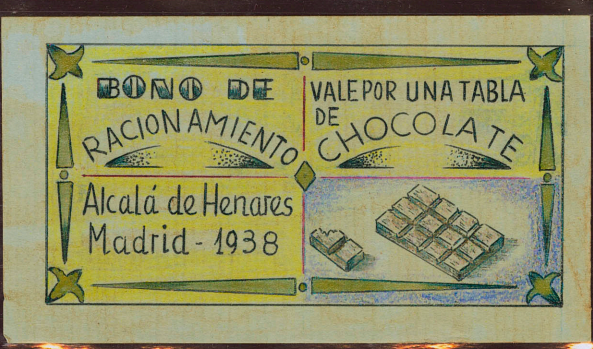 BONO DE
RACIONAMIENTO
VALE POR UNA TABLA
DE
CHOCOLATE
Alcalá de Henares
Madrid - 1938